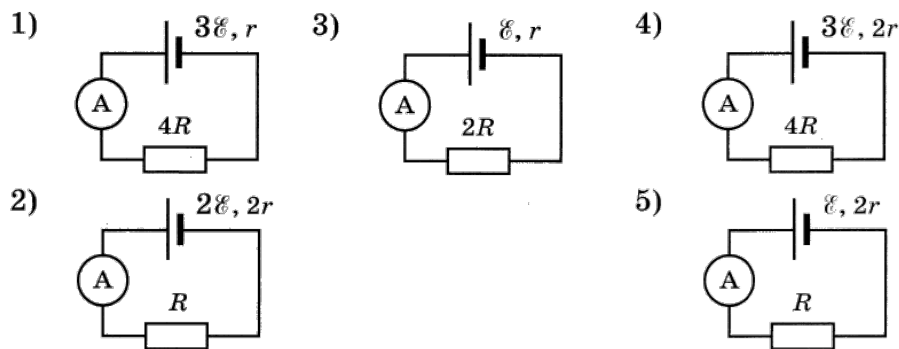 1) 3ℰ, r
A
4R
3) ℰ, r
A
2R
4) 3ℰ, 2r
A
4R
2) 2ℰ, 2r
A
R
5) ℰ, 2r
A
R